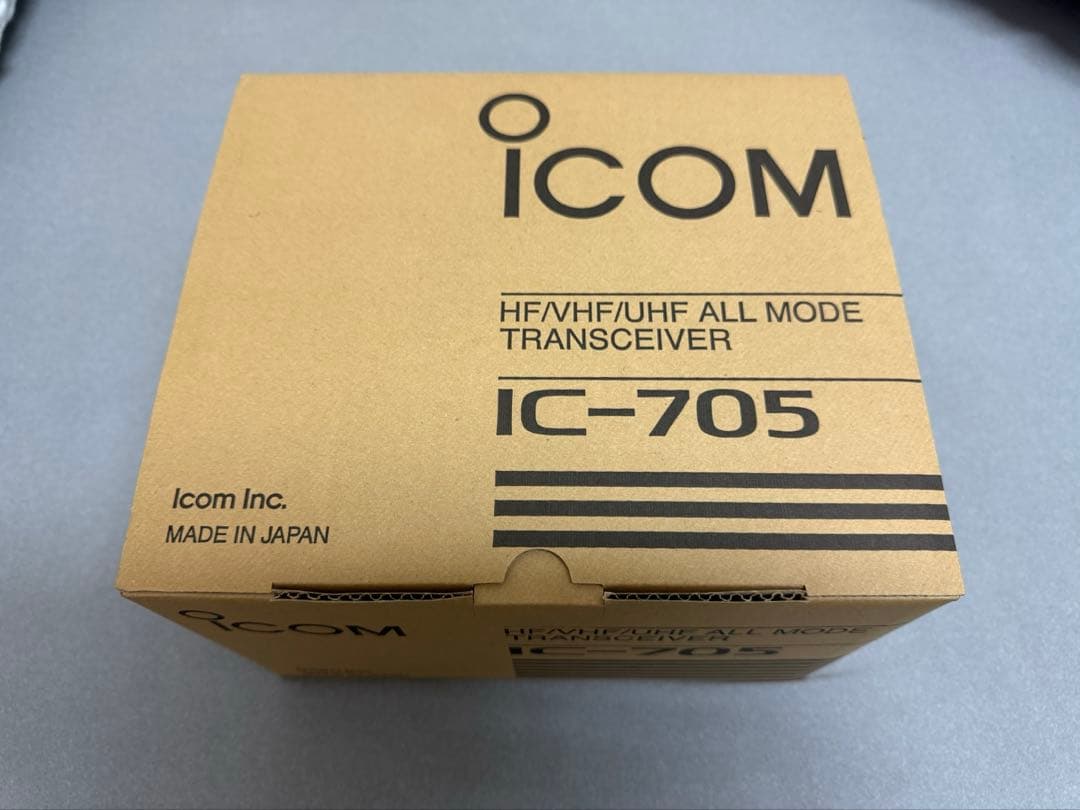 ICOM
HF/VHF/UHF ALL MODE
TRANSCEIVER
IC-705
Icom Inc.
MADE IN JAPAN
ICOM
HF/VHF/UHF ALL MODE
TRANSCEIVER
IC-705